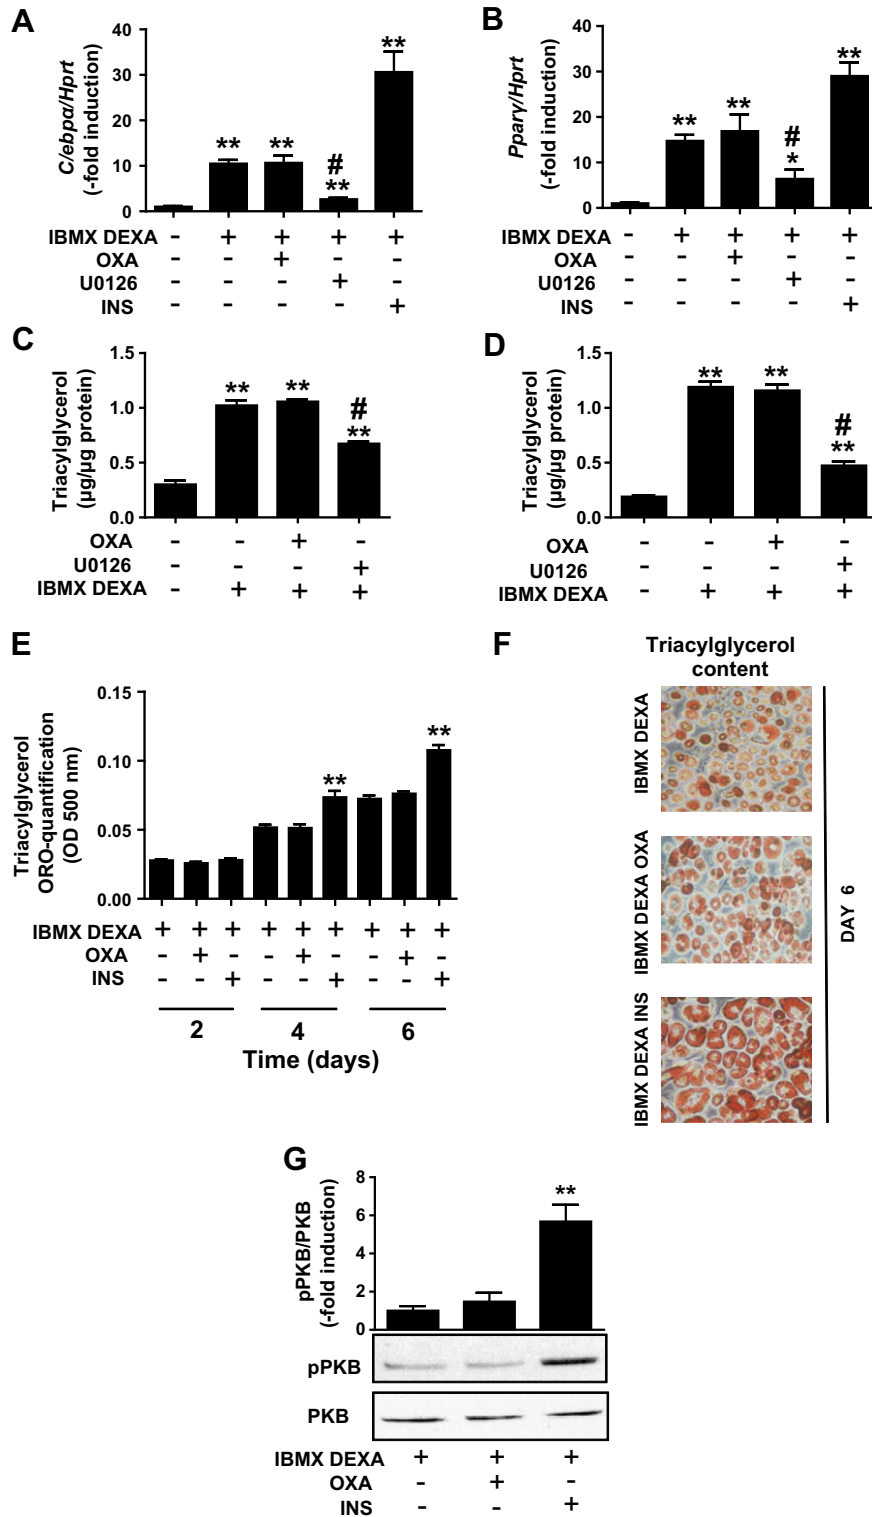 A
C/ebpα/Hprt
(-fold induction)
40
30
20
10
0
** ** # ** **
IBMX DEXA - + + + +
OXA - - + - -
U0126 - - - + -
INS - - - - +
B
Pparγ/Hprt
(-fold induction)
40
30
20
10
0
** ** # * **
IBMX DEXA - + + + +
OXA - - + - -
U0126 - - - + -
INS - - - - +
C
Triacylglycerol
(µg/µg protein)
1.5
1.0
0.5
0.0
** ** # **
OXA - - + -
U0126 - - - +
IBMX DEXA - + + +
D
Triacylglycerol
(µg/µg protein)
1.5
1.0
0.5
0.0
** ** # **
OXA - - + -
U0126 - - - +
IBMX DEXA - + + +
E
Triacylglycerol
ORO-quantification
(OD 500 nm)
0.15
0.10
0.05
0.00
** **
IBMX DEXA + + + + + + + + +
OXA - + - - + - - + -
INS - - + - - + - - +
2 4 6
Time (days)
F
Triacylglycerol
content
IBMX DEXA
IBMX DEXA OXA
IBMX DEXA INS
DAY 6
G
pPKB/PKB
(-fold induction)
8
6
4
2
0
**
pPKB
PKB
IBMX DEXA + + +
OXA - + -
INS - - +